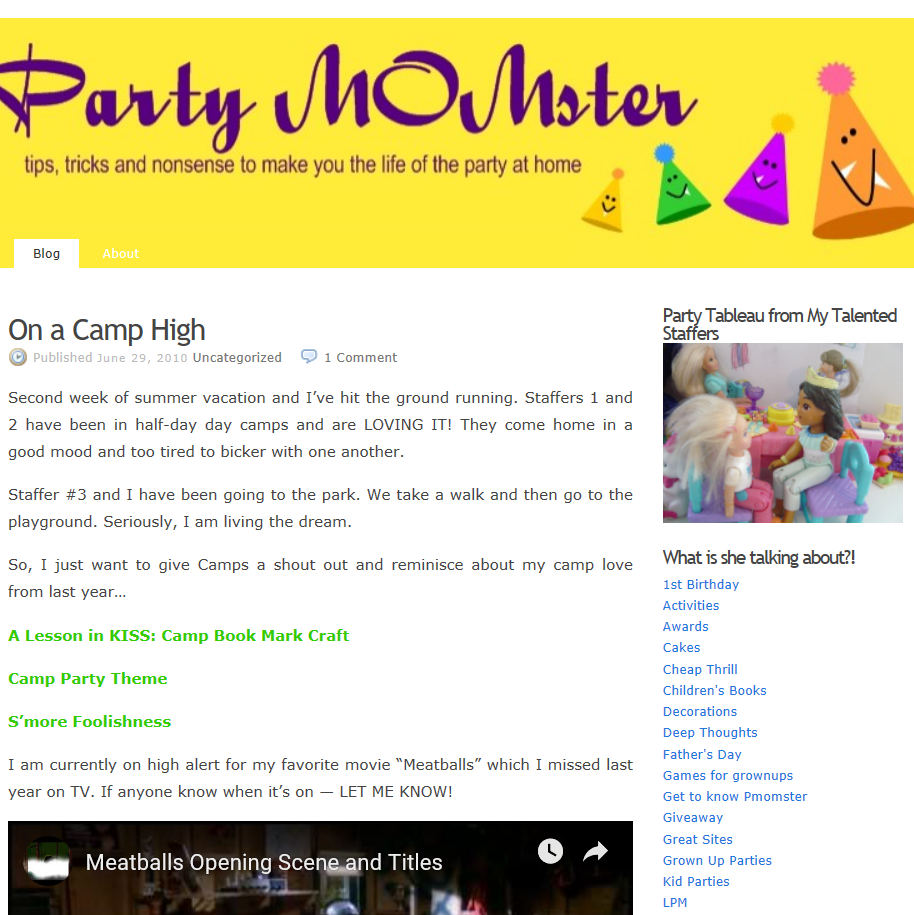 Party MOMster
tips, tricks and nonsense to make you the life of the party at home
Blog
About
On a Camp High
Published June 29, 2010 Uncategorized
1 Comment
Second week of summer vacation and I've hit the ground running. Staffers 1 and
2 have been in half-day day camps and are LOVING IT! They come home in a
good mood and too tired to bicker with one another.
Staffer #3 and I have been going to the park. We take a walk and then go to the
playground. Seriously, I am living the dream.
So, I just want to give Camps a shout out and reminisce about my camp love
from last year…
A Lesson in KISS: Camp Book Mark Craft
Camp Party Theme
S’more Foolishness
I am currently on high alert for my favorite movie “Meatballs” which I missed last
year on TV. If anyone know when it’s on — LET ME KNOW!
Meatballs Opening Scene and Titles
Party Tableau from My Talented
Staffers
What is she talking about?!
1st Birthday
Activities
Awards
Cakes
Cheap Thrill
Children's Books
Decorations
Deep Thoughts
Father's Day
Games for grownups
Get to know Pmomster
Giveaway
Great Sites
Grown Up Parties
Kid Parties
LPM